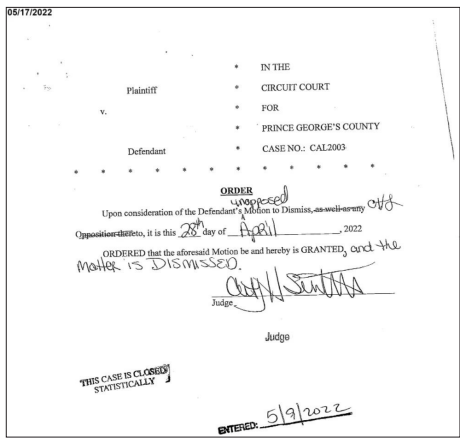 05/17/2022
* IN THE
Plaintiff * CIRCUIT COURT
v. * FOR
* PRINCE GEORGE'S COUNTY
Defendant * CASE NO.: CAL2003
* * * * * * * * * * * *
ORDER
unopposed
Upon consideration of the Defendant's Motion to Dismiss, as well as any
Opposition thereto, it is this 28th day of April, 2022
ORDERED that the aforesaid Motion be and hereby is GRANTED, and the
Matter is DISMISSED.
Judge
Judge
THIS CASE IS CLOSED
STATISTICALLY
ENTERED: 5/9/2022